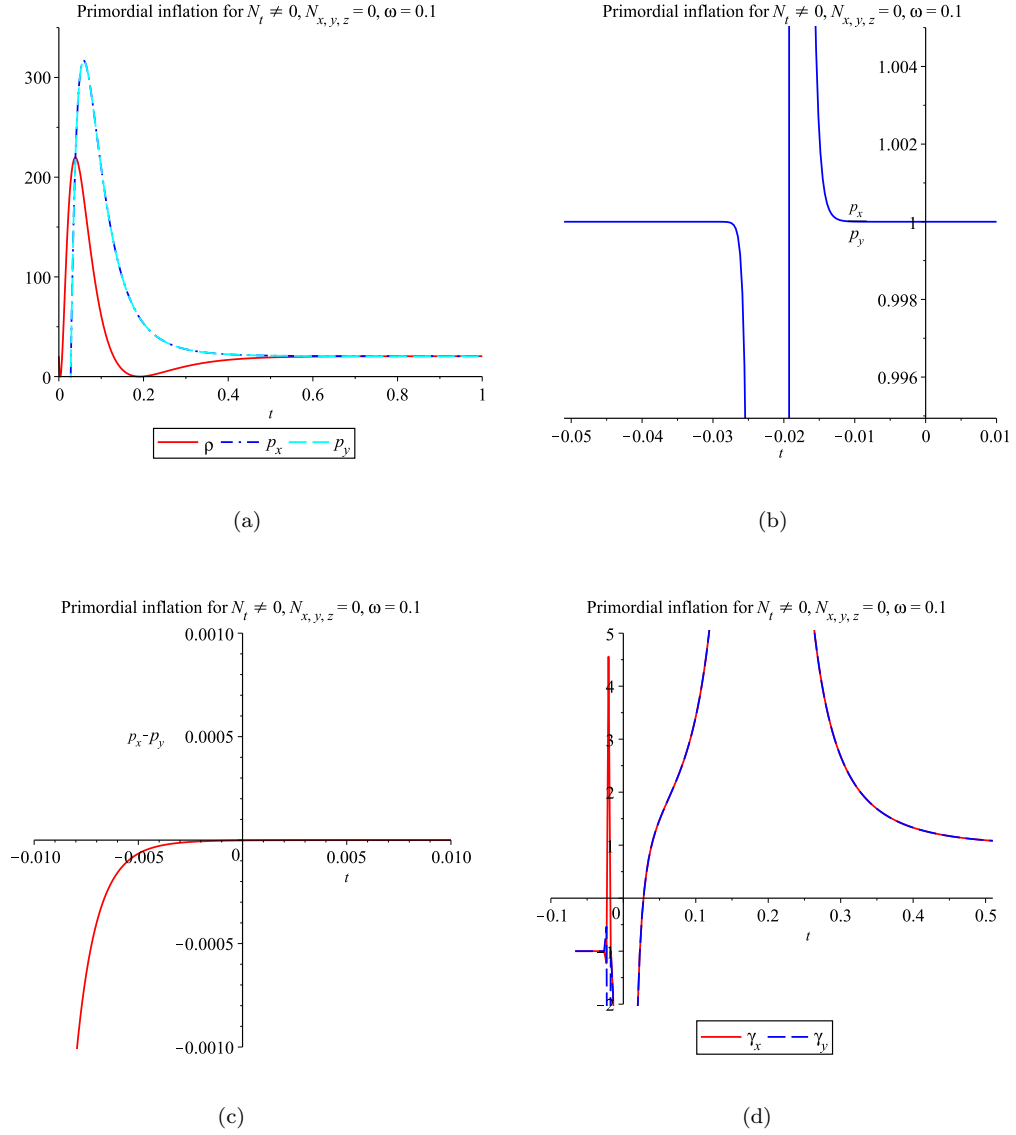 Primordial inflation for N_t ≠ 0, N_{x, y, z} = 0, ω = 0.1
300
200
100
0
0 0.2 0.4 0.6 0.8 1
t
ρ p_x p_y
(a)
Primordial inflation for N_t ≠ 0, N_{x, y, z} = 0, ω = 0.1
1.004
1.002
p_x
p_y
1
0.998
0.996
−0.05 −0.04 −0.03 −0.02 −0.01 0 0.01
t
(b)
Primordial inflation for N_t ≠ 0, N_{x, y, z} = 0, ω = 0.1
0.0010
p_x-p_y
0.0005
−0.010 −0.005 0 0.005 0.010
t
−0.0005
−0.0010
(c)
Primordial inflation for N_t ≠ 0, N_{x, y, z} = 0, ω = 0.1
5
4
3
2
1
−0.1 0 0.1 0.2 0.3 0.4 0.5
t
−1
−2
γ_x γ_y
(d)